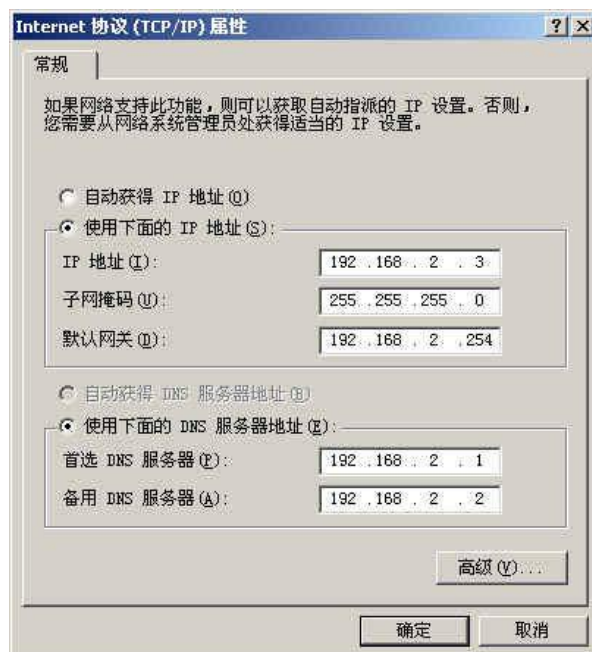 Internet 协议 (TCP/IP) 属性
常规
如果网络支持此功能，则可以获取自动指派的 IP 设置。否则，
您需要从网络系统管理员处获得适当的 IP 设置。
自动获得 IP 地址(O)
使用下面的 IP 地址(S):
IP 地址(I): 192 .168 . 2 . 3
子网掩码(U): 255 .255 .255 . 0
默认网关(D): 192 .168 . 2 .254
自动获得 DNS 服务器地址(B)
使用下面的 DNS 服务器地址(E):
首选 DNS 服务器(P): 192 .168 . 2 . 1
备用 DNS 服务器(A): 192 .168 . 2 . 2
高级(V)...
确定 取消